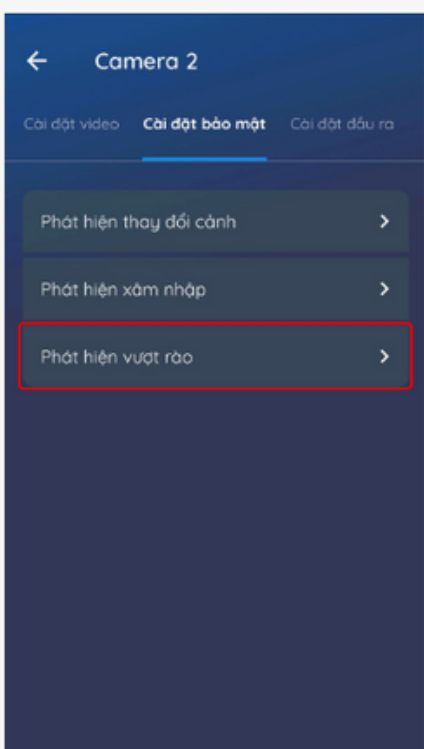 Camera 2
Cài đặt video Cài đặt bảo mật Cài đặt đầu ra
Phát hiện thay đổi cảnh
Phát hiện xâm nhập
Phát hiện vượt rào